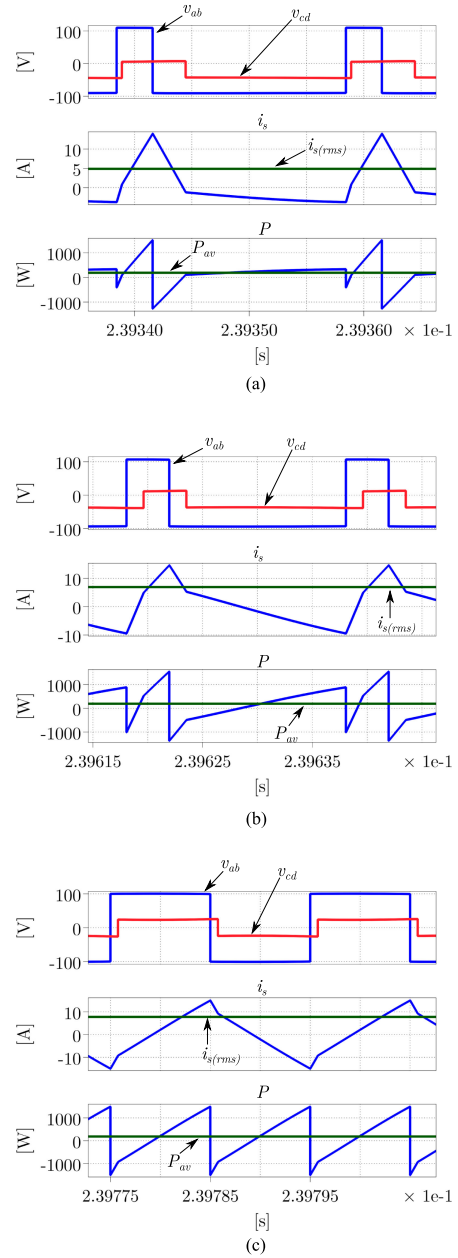 v_ab
v_cd
100
0
-100
[V]
i_s
10
5
0
[A]
i_s(rms)
P
1000
0
-1000
[W]
P_av
2.39340 2.39350 2.39360 × 1e-1
[s]
(a)
v_ab
v_cd
100
0
-100
[V]
i_s
10
0
-10
[A]
i_s(rms)
P
1000
0
-1000
[W]
P_av
2.39615 2.39625 2.39635 × 1e-1
[s]
(b)
v_ab
v_cd
100
0
-100
[V]
i_s
10
0
-10
[A]
i_s(rms)
P
1000
0
-1000
[W]
P_av
2.39775 2.39785 2.39795 × 1e-1
[s]
(c)